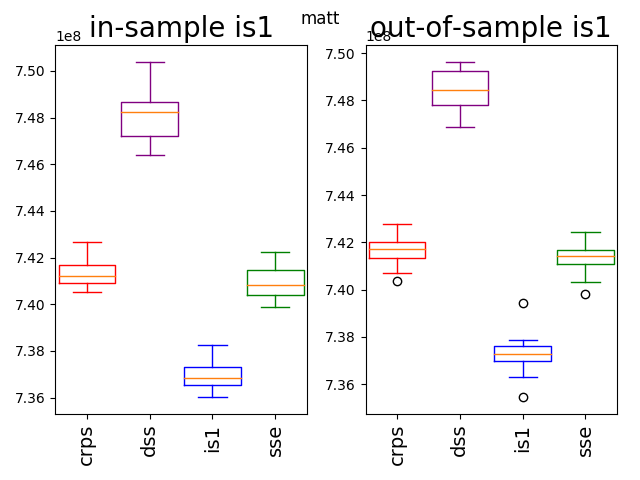 matt
in-sample is1
out-of-sample is1
1e8
1e8
7.50
7.48
7.46
7.44
7.42
7.40
7.38
7.36
7.50
7.48
7.46
7.44
7.42
7.40
7.38
7.36
crps
dss
is1
sse
crps
dss
is1
sse